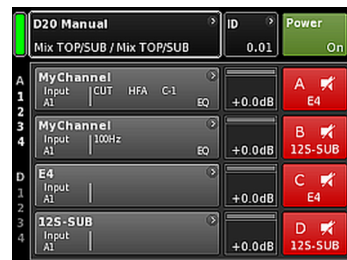 D20 Manual
Mix TOP/SUB / Mix TOP/SUB
ID
0.01
Power
On
A
1
2
3
4
MyChannel
Input
A1
CUT HFA C-1
EQ
+0.0dB
A
E4
MyChannel
Input
A1
100Hz
EQ
+0.0dB
B
12S-SUB
D
1
2
3
4
E4
Input
A1
+0.0dB
C
E4
12S-SUB
Input
A1
+0.0dB
D
12S-SUB